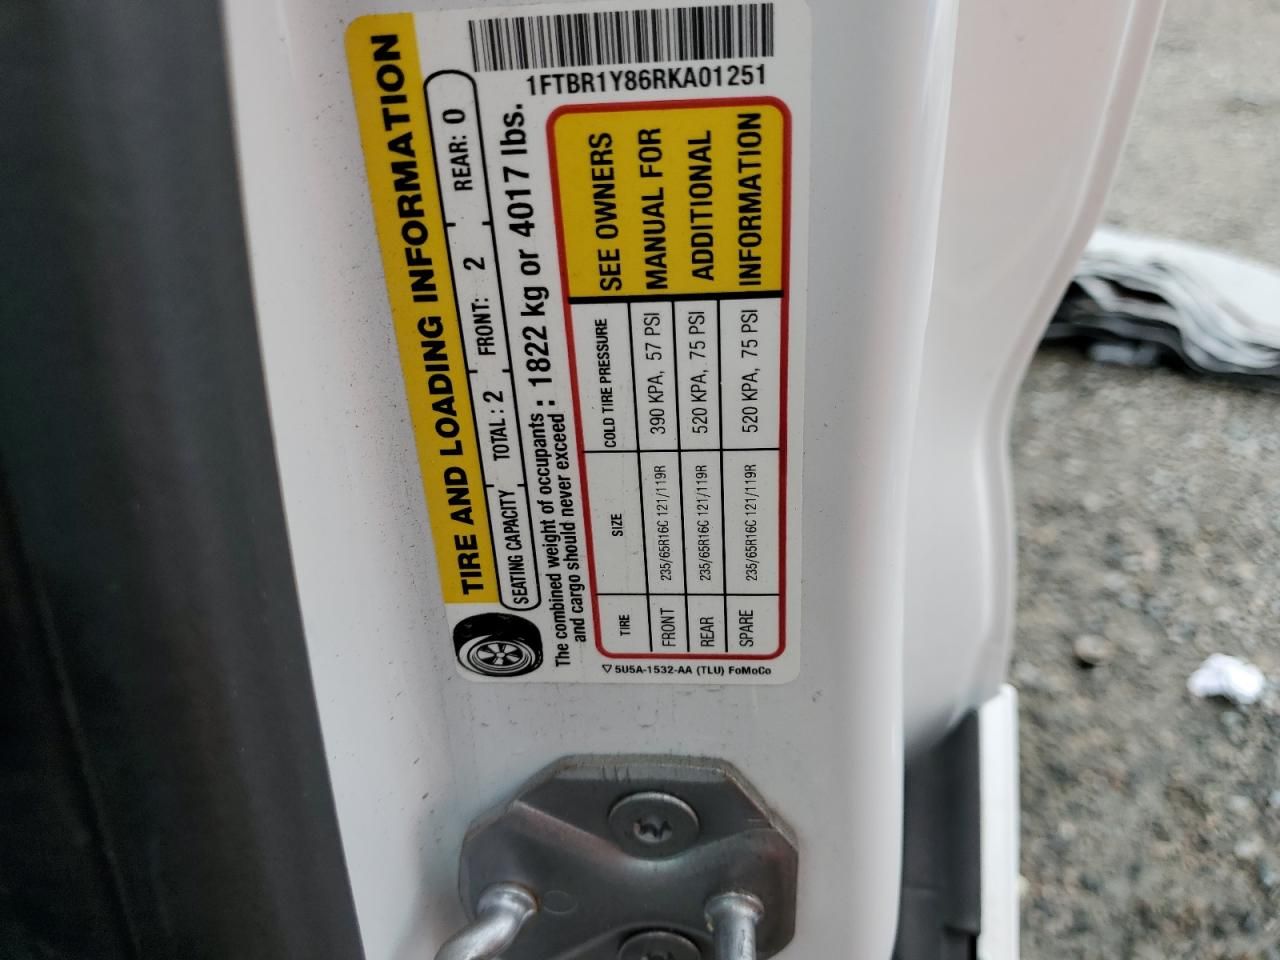 1FTBR1Y86RKA01251
TIRE AND LOADING INFORMATION
SEATING CAPACITY TOTAL: 2 FRONT: 2 REAR: 0
The combined weight of occupants
and cargo should never exceed : 1822 kg or 4017 lbs.
TIRE SIZE COLD TIRE PRESSURE
FRONT 235/65R16C 121/119R 390 KPA, 57 PSI
REAR 235/65R16C 121/119R 520 KPA, 75 PSI
SPARE 235/65R16C 121/119R 520 KPA, 75 PSI
SEE OWNERS
MANUAL FOR
ADDITIONAL
INFORMATION
5U5A-1532-AA (TLU) FoMoCo